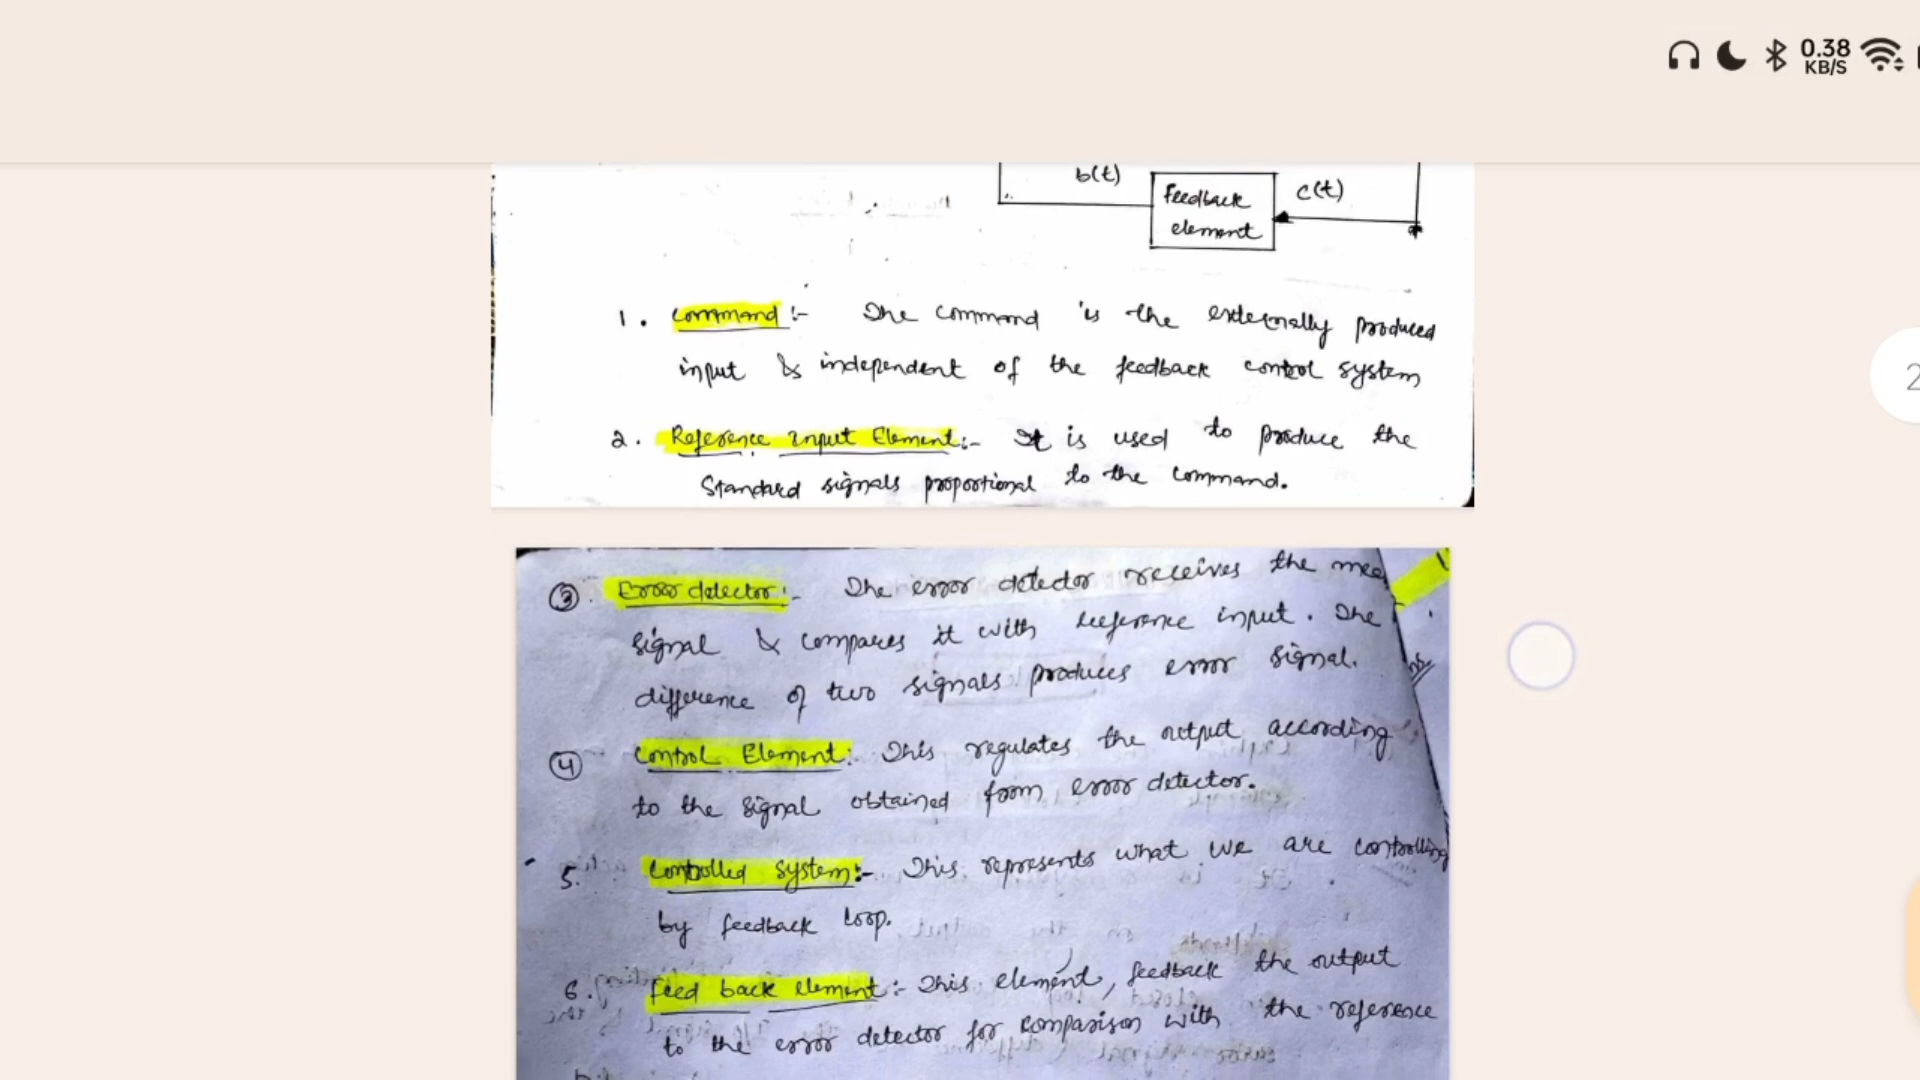 0.38
KB/S
b(t)
Feedback
element
c(t)
2
1. Command :- The command is the externally produced
input & independent of the feedback control system
2. Reference Input Element:- It is used to produce the
Standard signals proportional to the command.
3. Error detector:- The error detector receives the
signal & compares it with reference input. The
difference of two signals produces error signal.
4 Control Element:- This regulates the output according
to the signal obtained from error detector.
5. Controlled system:- This represents what we are controlling
by feedback loop.
6. feed back element:- This element, feedback the output
to the error detector for comparison with the reference